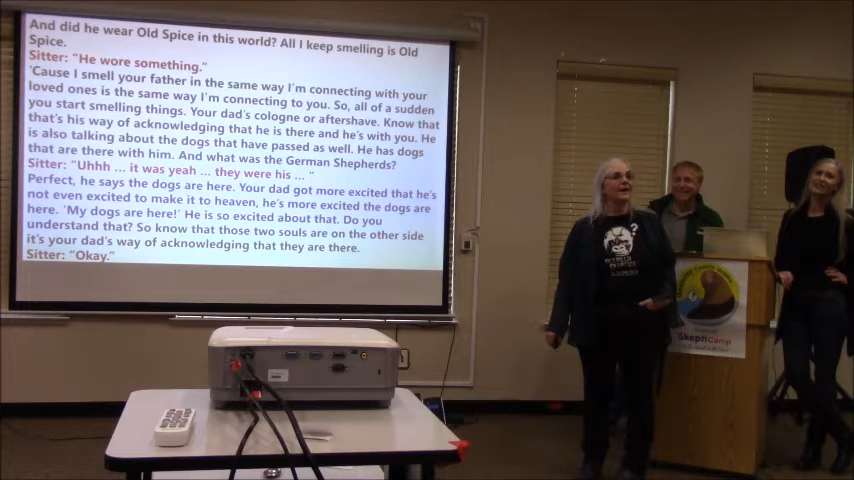 And did he wear Old Spice in this world? All I keep smelling is Old
Spice.
Sitter: “He wore something.”
'Cause I smell your father in the same way I'm connecting with your
loved ones is the same way I'm connecting to you. So, all of a sudden
you start smelling things. Your dad's cologne or aftershave. Know that
that's his way of acknowledging that he is there and he's with you. He
is also talking about the dogs that have passed as well. He has dogs
that are there with him. And what was the German Shepherds?
Sitter: “Uhhh ... it was yeah ... they were his ... ”
Perfect, he says the dogs are here. Your dad got more excited that he's
not even excited to make it to heaven, he's more excited the dogs are
here. 'My dogs are here!' He is so excited about that. Do you
understand that? So know that those two souls are on the other side
it's your dad's way of acknowledging that they are there.
Sitter: “Okay.”
?
County
SkeptiCamp